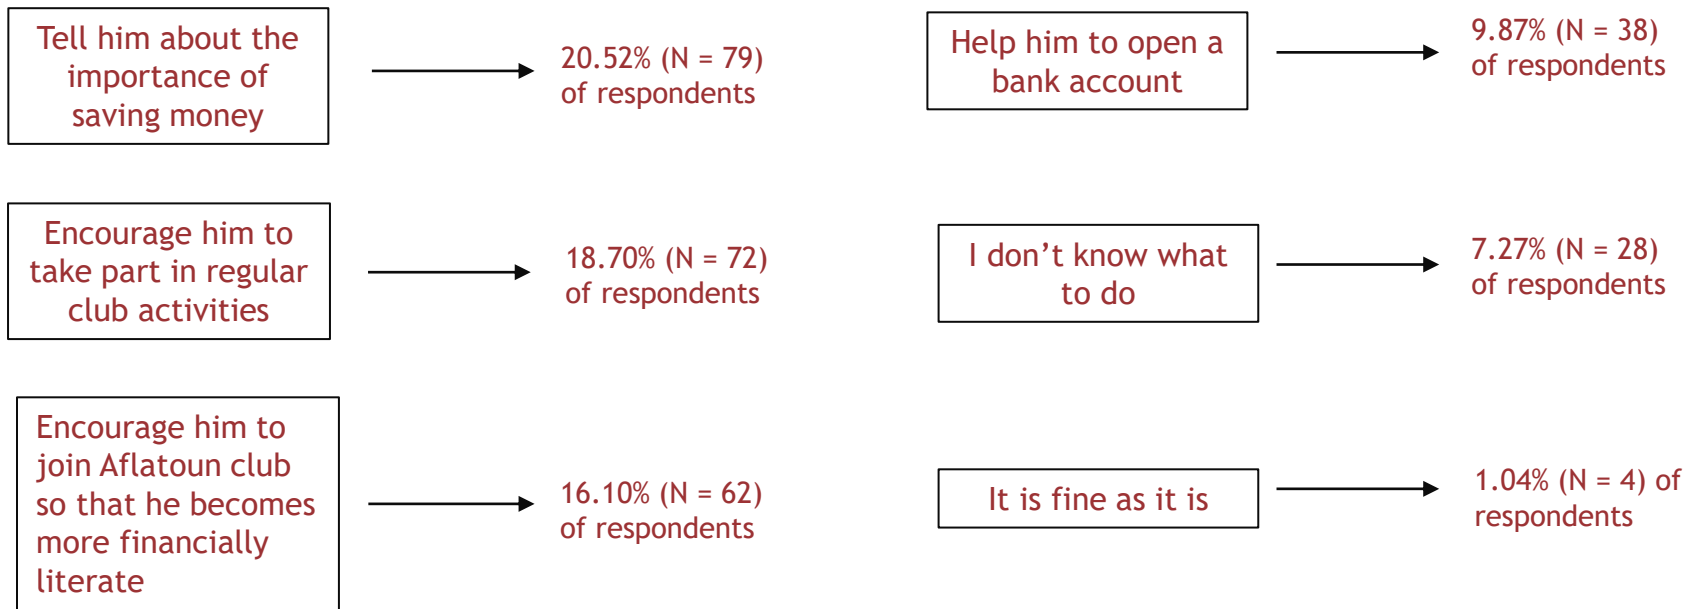 Tell him about the
importance of
saving money
20.52% (N = 79)
of respondents
Encourage him to
take part in regular
club activities
18.70% (N = 72)
of respondents
Encourage him to
join Aflatoun club
so that he becomes
more financially
literate
16.10% (N = 62)
of respondents
Help him to open a
bank account
9.87% (N = 38)
of respondents
I don’t know what
to do
7.27% (N = 28)
of respondents
It is fine as it is
1.04% (N = 4) of
respondents